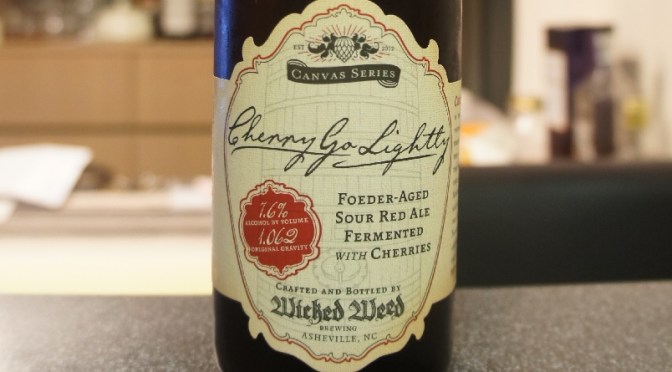 EST 2012
CANVAS SERIES
Cherry Go Lightly
7.6%
ALCOHOL BY VOLUME
1.062
ORIGINAL GRAVITY
FOEDER-AGED
SOUR RED ALE
FERMENTED
WITH CHERRIES
CRAFTED AND BOTTLED BY
Wicked Weed
BREWING
ASHEVILLE, NC